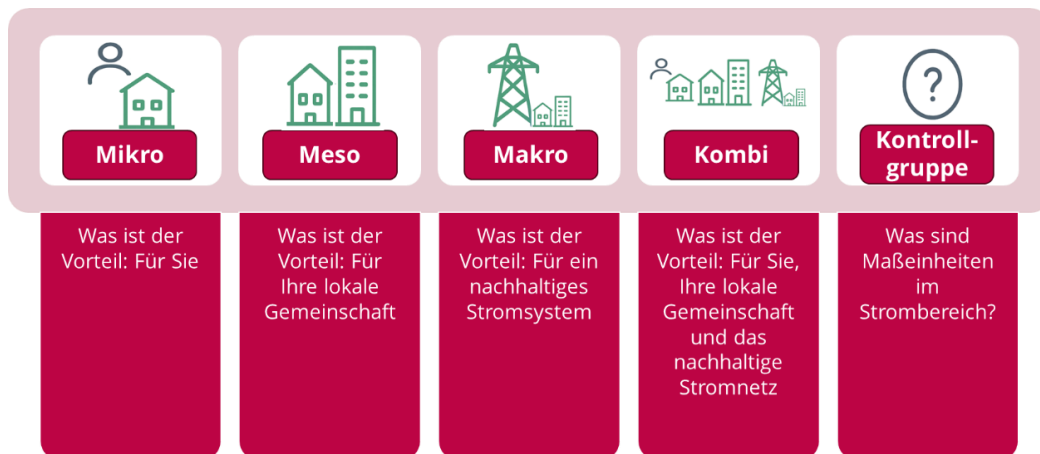 Mikro
Meso
Makro
Kombi
Kontroll-
gruppe
Was ist der
Vorteil: Für Sie
Was ist der
Vorteil: Für
Ihre lokale
Gemeinschaft
Was ist der
Vorteil: Für ein
nachhaltiges
Stromsystem
Was ist der
Vorteil: Für Sie,
Ihre lokale
Gemeinschaft
und das
nachhaltige
Stromnetz
Was sind
Maßeinheiten
im
Strombereich?
?